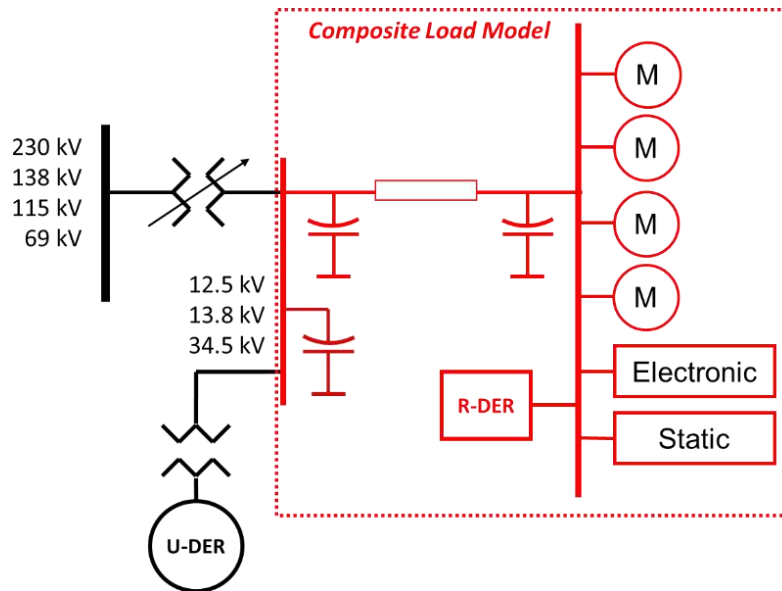 Composite Load Model
M
230 kV
138 kV
115 kV
69 kV
M
M
M
12.5 kV
13.8 kV
34.5 kV
Electronic
R-DER
Static
U-DER